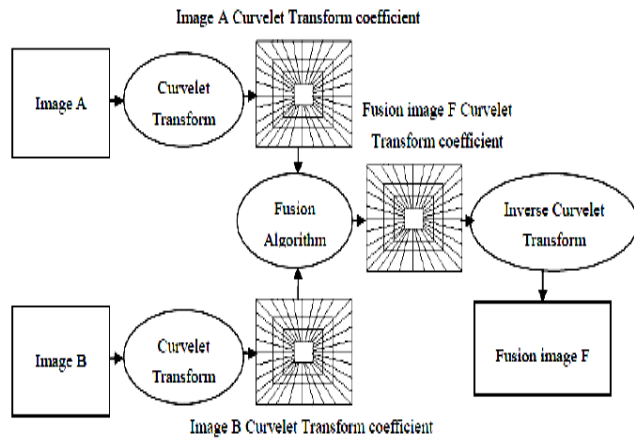 Image A Curvelet Transform coefficient
Image A
Curvelet
Transform
Fusion image F Curvelet
Transform coefficient
Fusion
Algorithm
Inverse Curvelet
Transform
Image B
Curvelet
Transform
Fusion image F
Image B Curvelet Transform coefficient